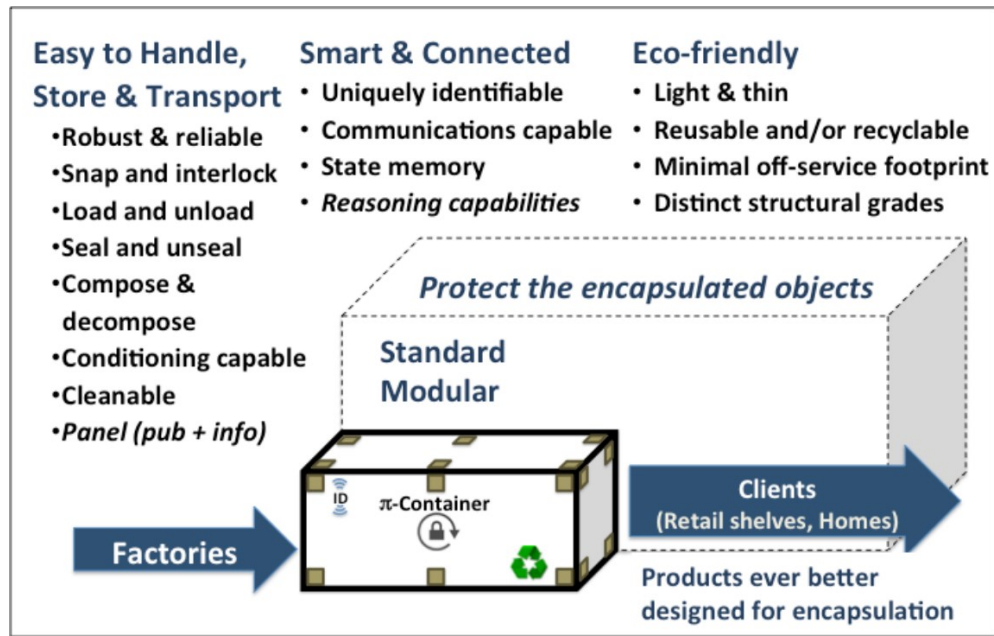 Easy to Handle,
Store & Transport
•Robust & reliable
•Snap and interlock
•Load and unload
•Seal and unseal
•Compose &
decompose
•Conditioning capable
•Cleanable
•Panel (pub + info)
Smart & Connected
• Uniquely identifiable
• Communications capable
• State memory
• Reasoning capabilities
Eco-friendly
• Light & thin
• Reusable and/or recyclable
• Minimal off-service footprint
• Distinct structural grades
Protect the encapsulated objects
Standard
Modular
ID
π-Container
Factories
Clients
(Retail shelves, Homes)
Products ever better
designed for encapsulation